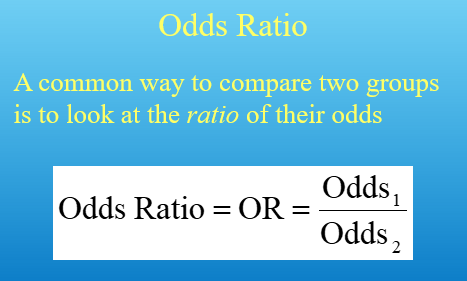 Odds Ratio
A common way to compare two groups
is to look at the ratio of their odds
Odds Ratio = OR = Odds₁ / Odds₂